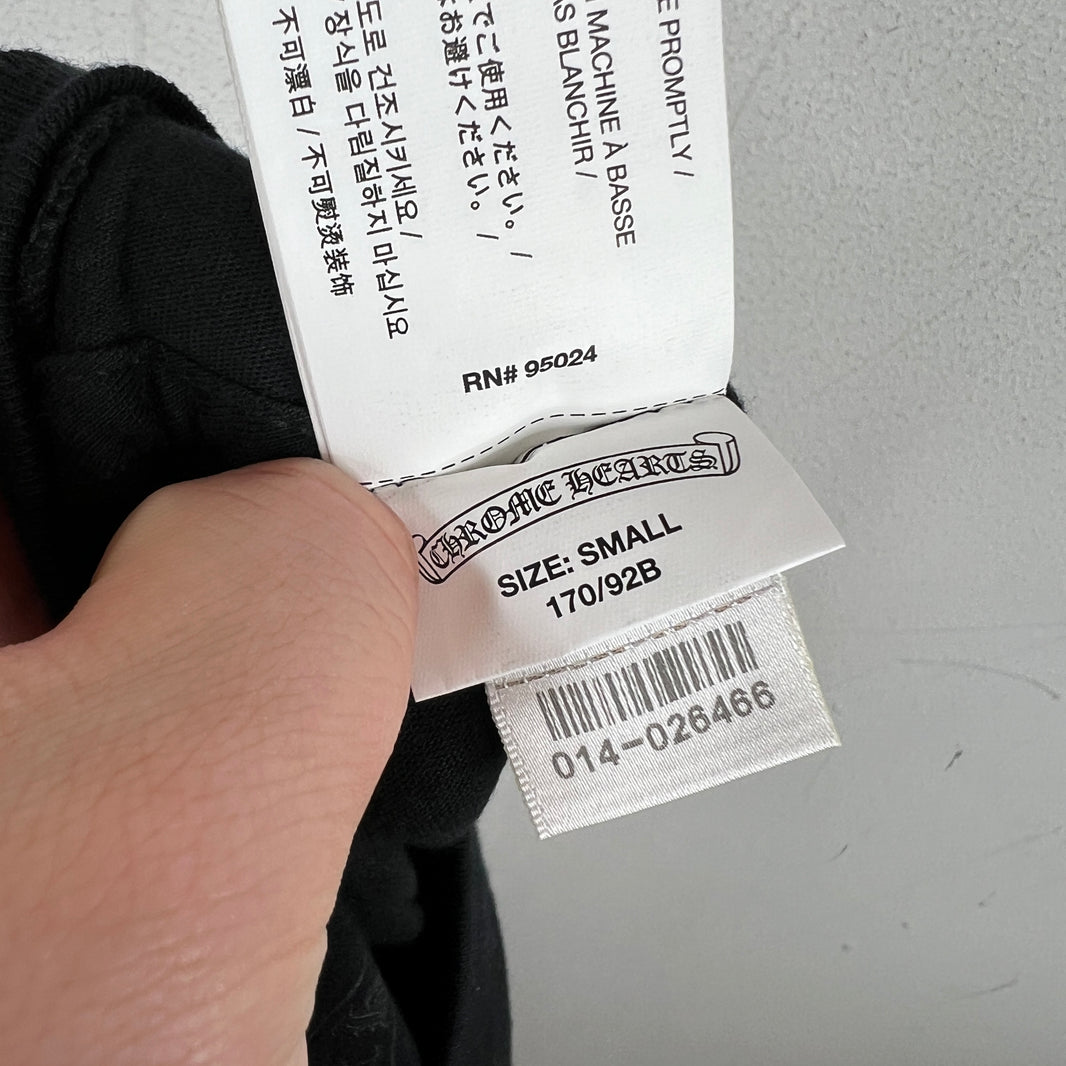 E PROMPTLY /
MACHINE À BASSE
AS BLANCHIR /
でご使用ください。 /
お避けください。 /
도로 건조시키세요 /
장식을 다림질하지 마십시요
不可漂白 / 不可熨烫装饰
RN# 95024
CHROME HEARTS
SIZE: SMALL
170/92B
014-026466